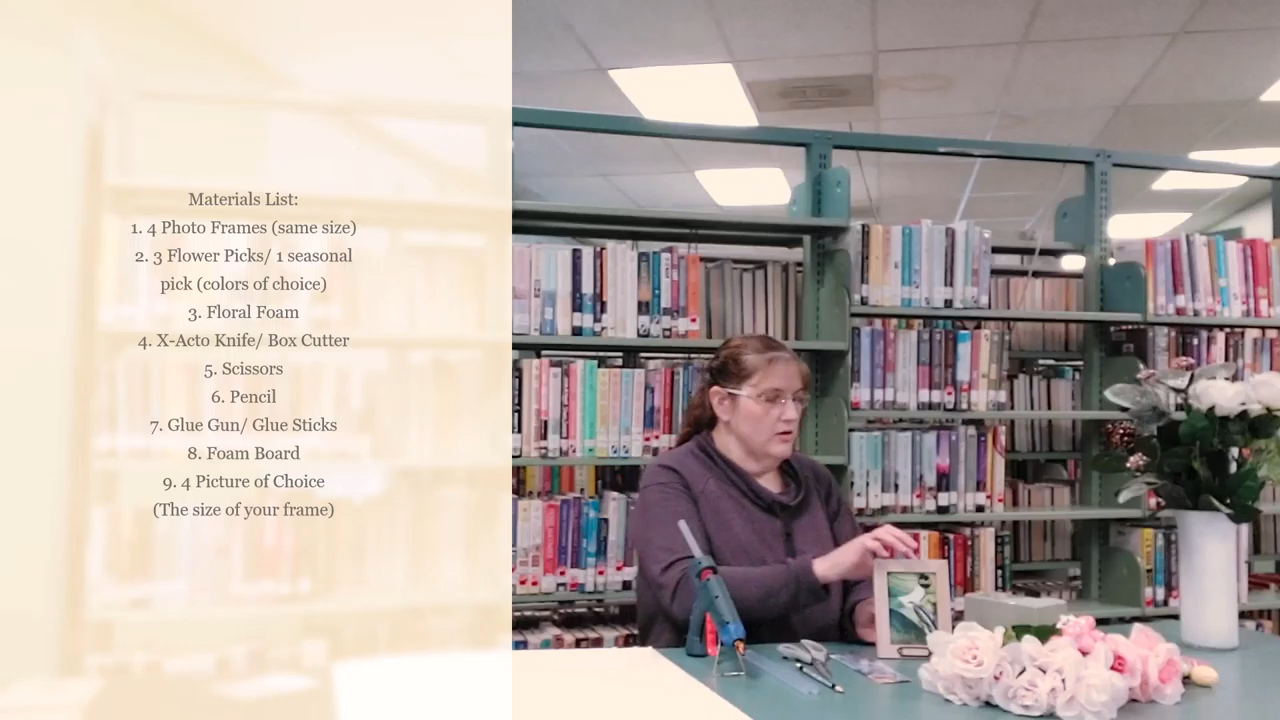 Materials List:
1. 4 Photo Frames (same size)
2. 3 Flower Picks/ 1 seasonal
pick (colors of choice)
3. Floral Foam
4. X-Acto Knife/ Box Cutter
5. Scissors
6. Pencil
7. Glue Gun/ Glue Sticks
8. Foam Board
9. 4 Picture of Choice
(The size of your frame)